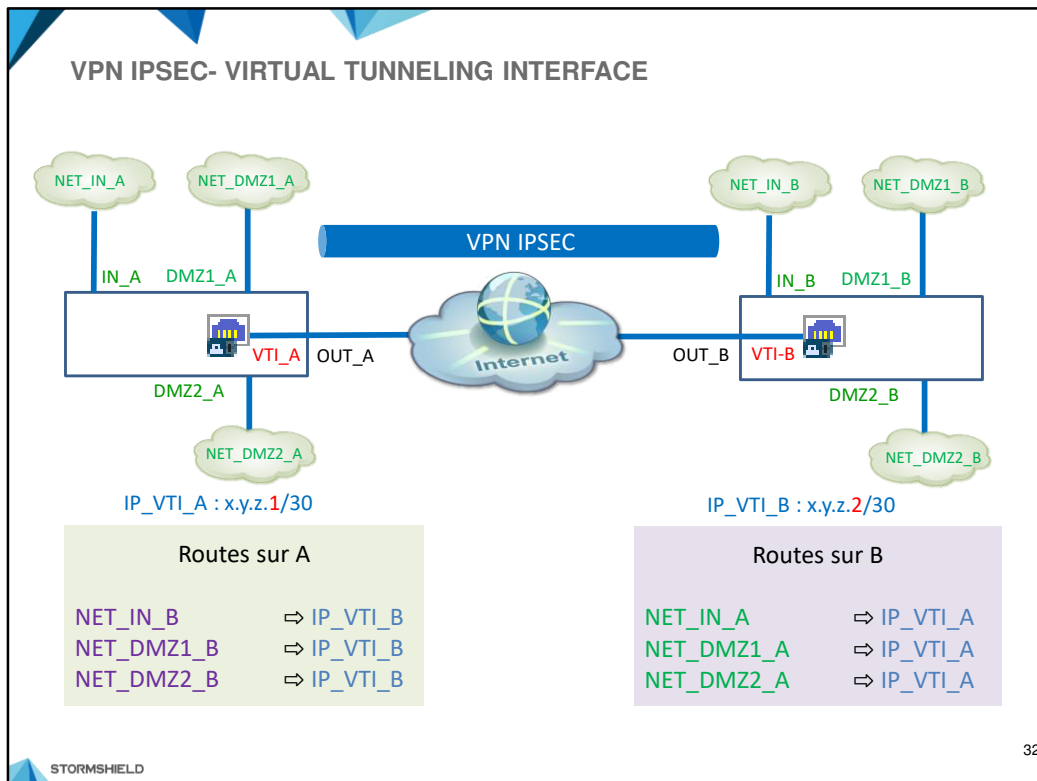 VPN IPSEC- VIRTUAL TUNNELING INTERFACE
NET_IN_A
NET_DMZ1_A
NET_IN_B
NET_DMZ1_B
VPN IPSEC
IN_A
DMZ1_A
IN_B
DMZ1_B
VTI_A
OUT_A
Internet
OUT_B
VTI-B
DMZ2_A
DMZ2_B
NET_DMZ2_A
NET_DMZ2_B
IP_VTI_A : x.y.z.1/30
IP_VTI_B : x.y.z.2/30
Routes sur A
NET_IN_B ⇨ IP_VTI_B
NET_DMZ1_B ⇨ IP_VTI_B
NET_DMZ2_B ⇨ IP_VTI_B
Routes sur B
NET_IN_A ⇨ IP_VTI_A
NET_DMZ1_A ⇨ IP_VTI_A
NET_DMZ2_A ⇨ IP_VTI_A
32
STORMSHIELD